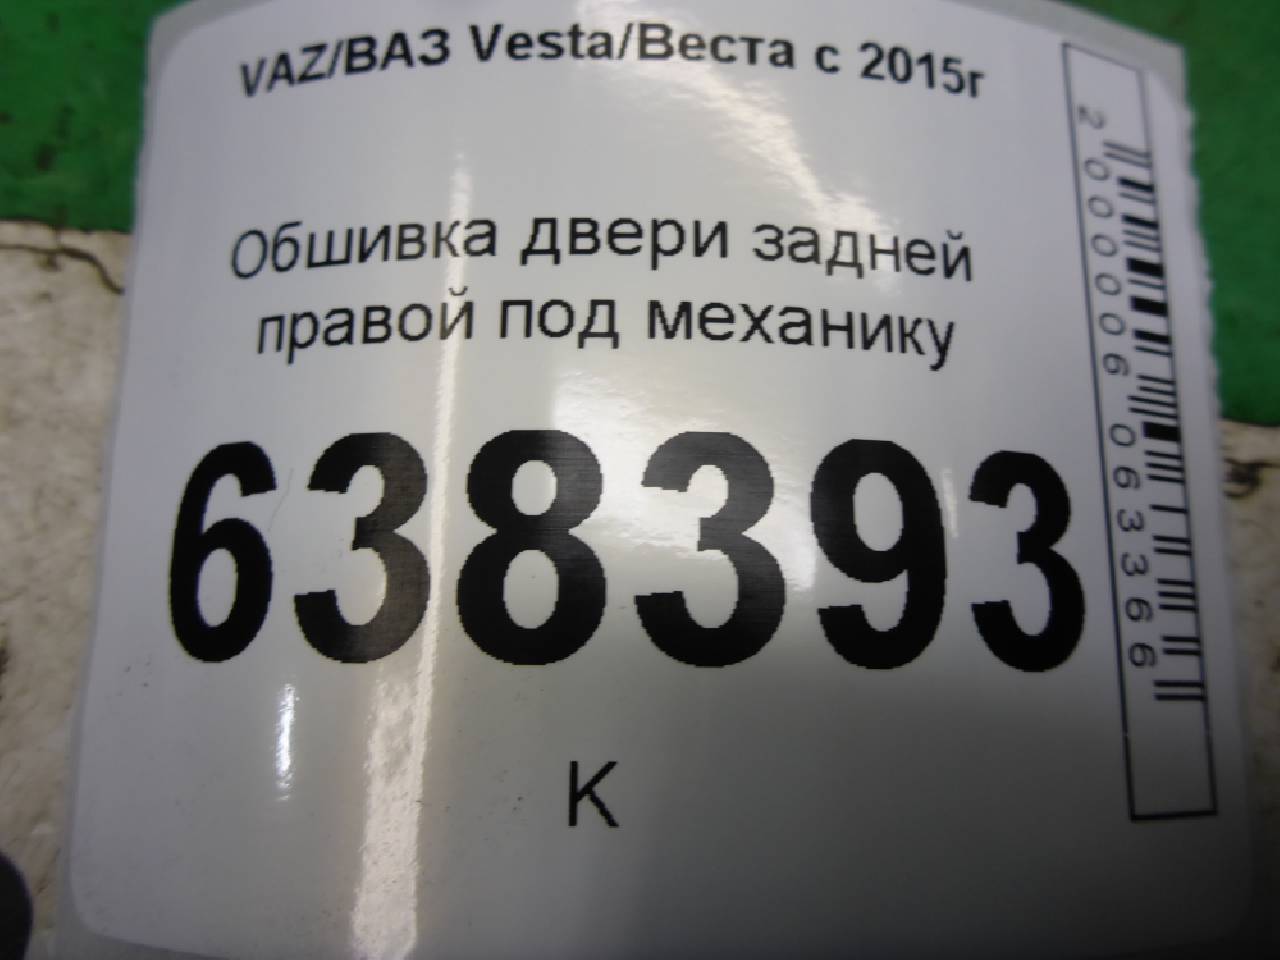 VAZ/ВАЗ Vesta/Веста с 2015г
Обшивка двери задней
правой под механику
638393
К
2000006063366